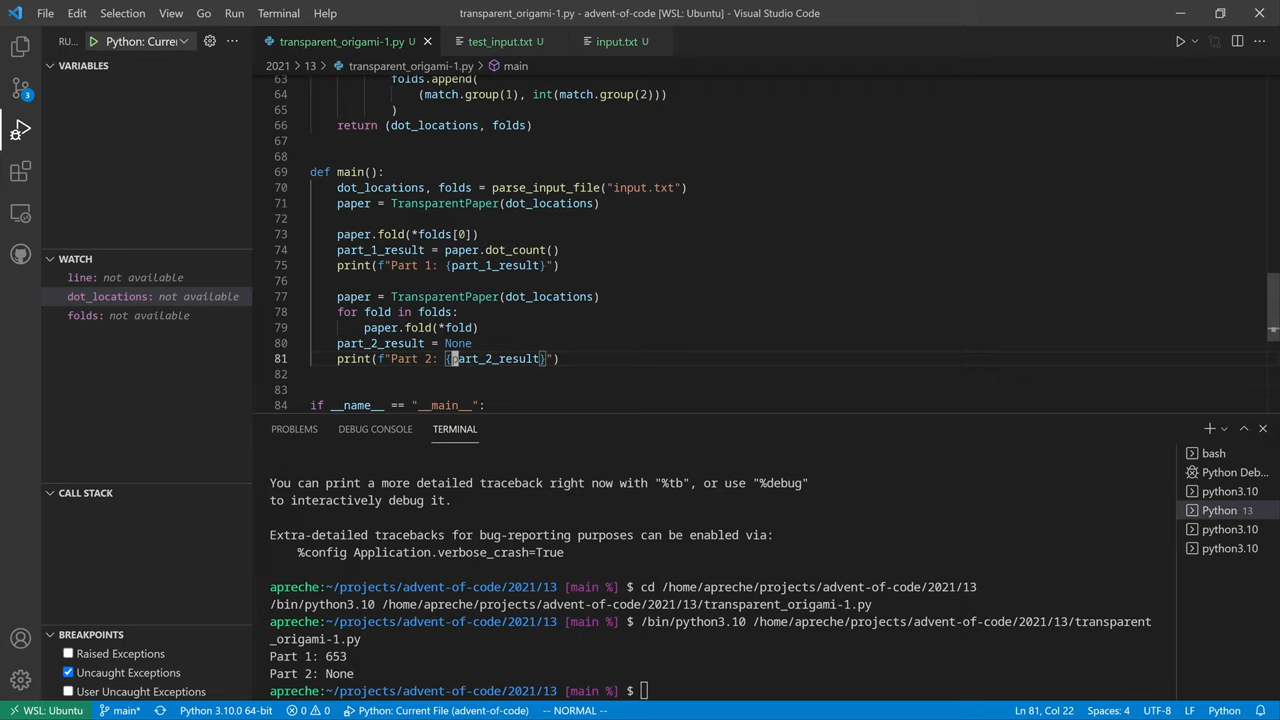 File Edit Selection View Go Run Terminal Help
transparent_origami-1.py - advent-of-code [WSL: Ubuntu] - Visual Studio Code
RU... Python: Curre
transparent_origami-1.py U test_input.txt U input.txt U
2021 > 13 > transparent_origami-1.py > main
VARIABLES
WATCH
line: not available
dot_locations: not available
folds: not available
CALL STACK
BREAKPOINTS
Raised Exceptions
Uncaught Exceptions
User Uncaught Exceptions
3
63 folds.append(
64 (match.group(1), int(match.group(2)))
65 )
66 return (dot_locations, folds)
67
68
69 def main():
70 dot_locations, folds = parse_input_file("input.txt")
71 paper = TransparentPaper(dot_locations)
72
73 paper.fold(*folds[0])
74 part_1_result = paper.dot_count()
75 print(f"Part 1: {part_1_result}")
76
77 paper = TransparentPaper(dot_locations)
78 for fold in folds:
79 paper.fold(*fold)
80 part_2_result = None
81 print(f"Part 2: {part_2_result}")
82
83
84 if __name__ == "__main__":
PROBLEMS DEBUG CONSOLE TERMINAL
You can print a more detailed traceback right now with "%tb", or use "%debug"
to interactively debug it.
Extra-detailed tracebacks for bug-reporting purposes can be enabled via:
%config Application.verbose_crash=True
apreche:~/projects/advent-of-code/2021/13 [main %] $ cd /home/apreche/projects/advent-of-code/2021/13
/bin/python3.10 /home/apreche/projects/advent-of-code/2021/13/transparent_origami-1.py
apreche:~/projects/advent-of-code/2021/13 [main %] $ /bin/python3.10 /home/apreche/projects/advent-of-code/2021/13/transparent
_origami-1.py
Part 1: 653
Part 2: None
apreche:~/projects/advent-of-code/2021/13 [main %] $
bash
Python Deb...
python3.10
Python 13
python3.10
python3.10
WSL: Ubuntu main* Python 3.10.0 64-bit 0 0 Python: Current File (advent-of-code) -- NORMAL -- Ln 81, Col 22 Spaces: 4 UTF-8 LF Python